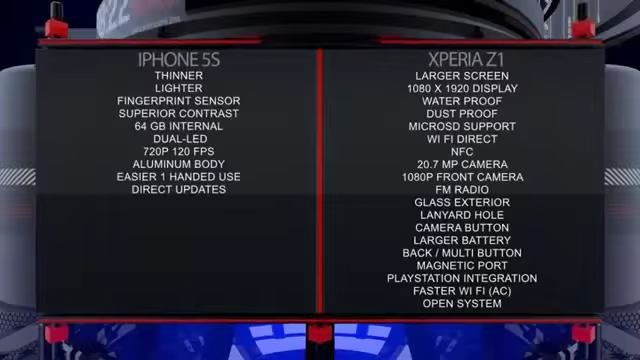 22
IPHONE 5S
THINNER
LIGHTER
FINGERPRINT SENSOR
SUPERIOR CONTRAST
64 GB INTERNAL
DUAL-LED
720P 120 FPS
ALUMINUM BODY
EASIER 1 HANDED USE
DIRECT UPDATES
XPERIA Z1
LARGER SCREEN
1080 X 1920 DISPLAY
WATER PROOF
DUST PROOF
MICROSD SUPPORT
WI FI DIRECT
NFC
20.7 MP CAMERA
1080P FRONT CAMERA
FM RADIO
GLASS EXTERIOR
LANYARD HOLE
CAMERA BUTTON
LARGER BATTERY
BACK / MULTI BUTTON
MAGNETIC PORT
PLAYSTATION INTEGRATION
FASTER WI FI (AC)
OPEN SYSTEM